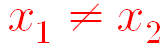 x₁ ≠ x₂